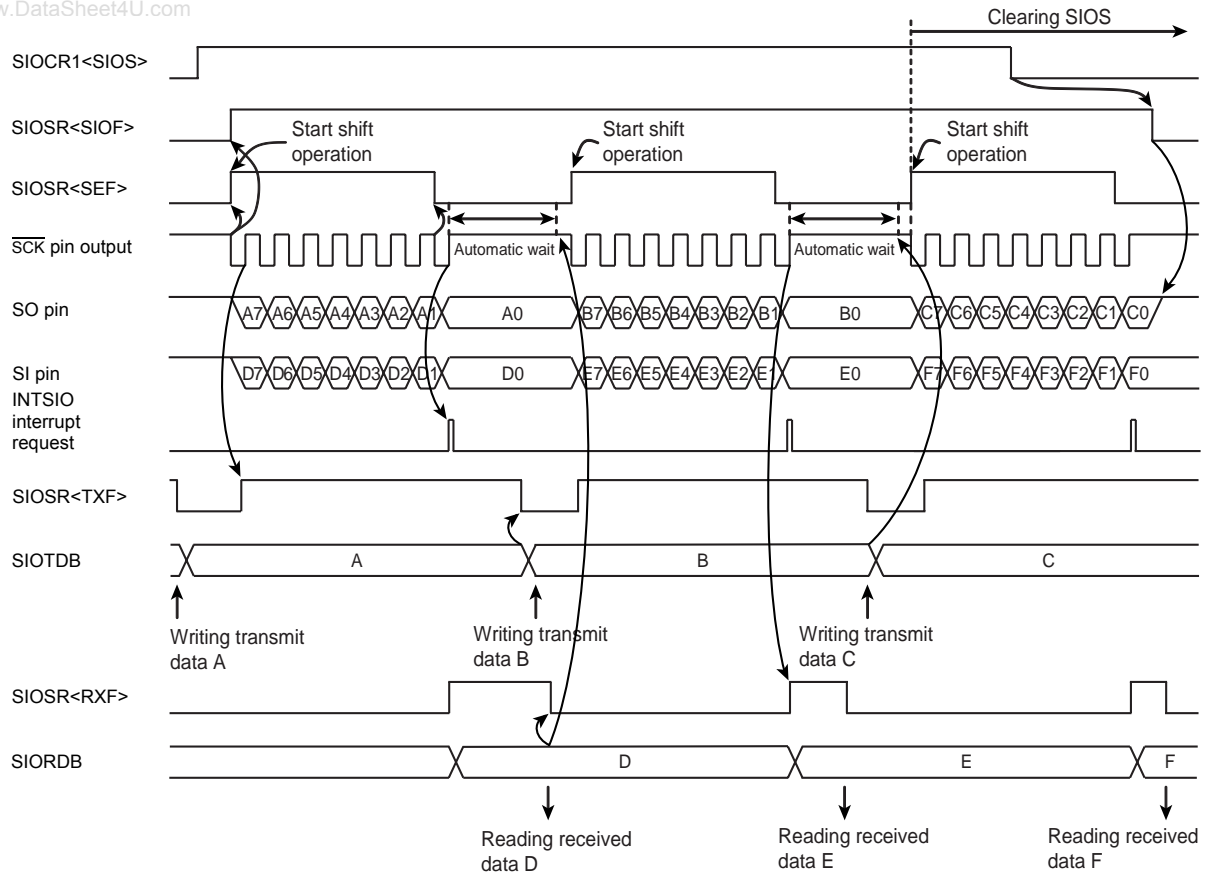 w.DataSheet4U.com
Clearing SIOS
SIOCR1<SIOS>
SIOSR<SIOF>
Start shift
operation
Start shift
operation
Start shift
operation
SIOSR<SEF>
SCK pin output
Automatic wait
Automatic wait
SO pin
A7 A6 A5 A4 A3 A2 A1 A0 B7 B6 B5 B4 B3 B2 B1 B0 C7 C6 C5 C4 C3 C2 C1 C0
SI pin
D7 D6 D5 D4 D3 D2 D1 D0 E7 E6 E5 E4 E3 E2 E1 E0 F7 F6 F5 F4 F3 F2 F1 F0
INTSIO
interrupt
request
SIOSR<TXF>
SIOTDB
A B C
Writing transmit
data A
Writing transmit
data B
Writing transmit
data C
SIOSR<RXF>
SIORDB
D E F
Reading received
data D
Reading received
data E
Reading received
data F